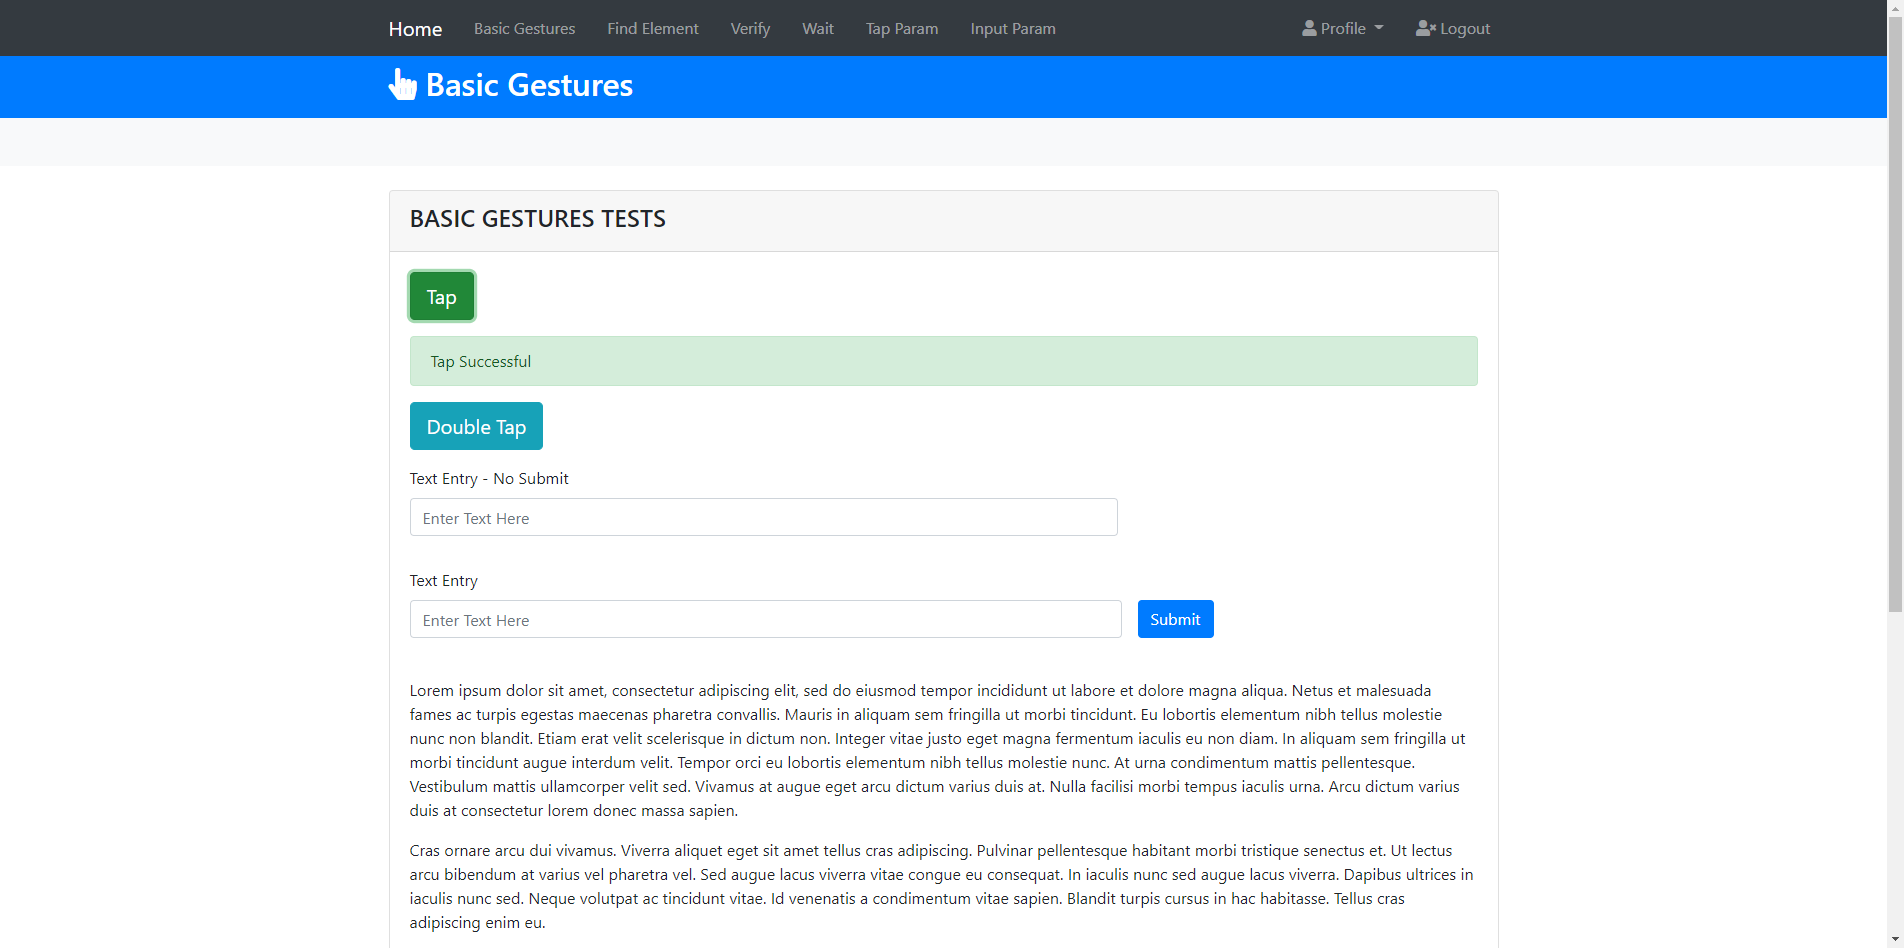 Home Basic Gestures Find Element Verify Wait Tap Param Input Param Profile Logout
Basic Gestures
BASIC GESTURES TESTS
Tap
Tap Successful
Double Tap
Text Entry - No Submit
Enter Text Here
Text Entry
Enter Text Here Submit
Lorem ipsum dolor sit amet, consectetur adipiscing elit, sed do eiusmod tempor incididunt ut labore et dolore magna aliqua. Netus et malesuada
fames ac turpis egestas maecenas pharetra convallis. Mauris in aliquam sem fringilla ut morbi tincidunt. Eu lobortis elementum nibh tellus molestie
nunc non blandit. Etiam erat velit scelerisque in dictum non. Integer vitae justo eget magna fermentum iaculis eu non diam. In aliquam sem fringilla ut
morbi tincidunt augue interdum velit. Tempor orci eu lobortis elementum nibh tellus molestie nunc. At urna condimentum mattis pellentesque.
Vestibulum mattis ullamcorper velit sed. Vivamus at augue eget arcu dictum varius duis at. Nulla facilisi morbi tempus iaculis urna. Arcu dictum varius
duis at consectetur lorem donec massa sapien.
Cras ornare arcu dui vivamus. Viverra aliquet eget sit amet tellus cras adipiscing. Pulvinar pellentesque habitant morbi tristique senectus et. Ut lectus
arcu bibendum at varius vel pharetra vel. Sed augue lacus viverra vitae congue eu consequat. In iaculis nunc sed augue lacus viverra. Dapibus ultrices in
iaculis nunc sed. Neque volutpat ac tincidunt vitae. Id venenatis a condimentum vitae sapien. Blandit turpis cursus in hac habitasse. Tellus cras
adipiscing enim eu.